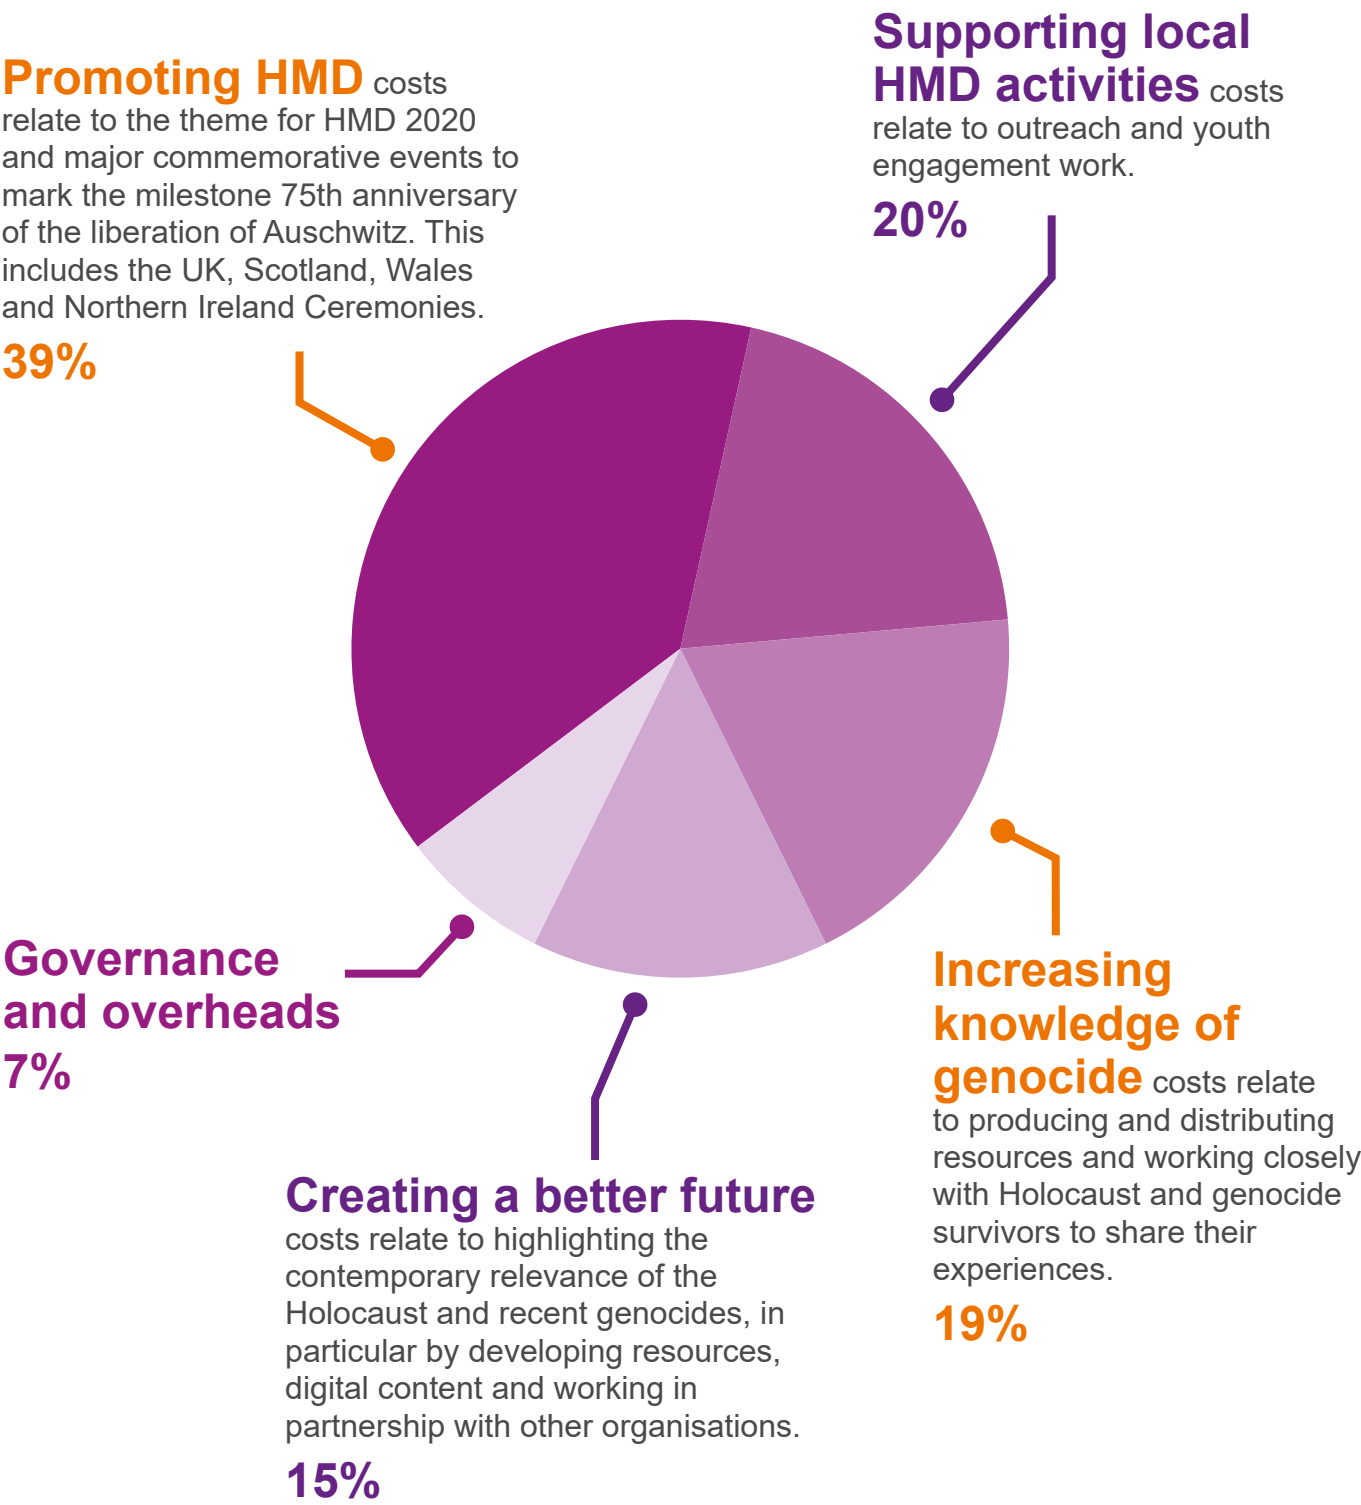 Promoting HMD costs
relate to the theme for HMD 2020
and major commemorative events to
mark the milestone 75th anniversary
of the liberation of Auschwitz. This
includes the UK, Scotland, Wales
and Northern Ireland Ceremonies.
39%
Supporting local
HMD activities costs
relate to outreach and youth
engagement work.
20%
Increasing
knowledge of
genocide costs relate
to producing and distributing
resources and working closely
with Holocaust and genocide
survivors to share their
experiences.
19%
Creating a better future
costs relate to highlighting the
contemporary relevance of the
Holocaust and recent genocides, in
particular by developing resources,
digital content and working in
partnership with other organisations.
15%
Governance
and overheads
7%